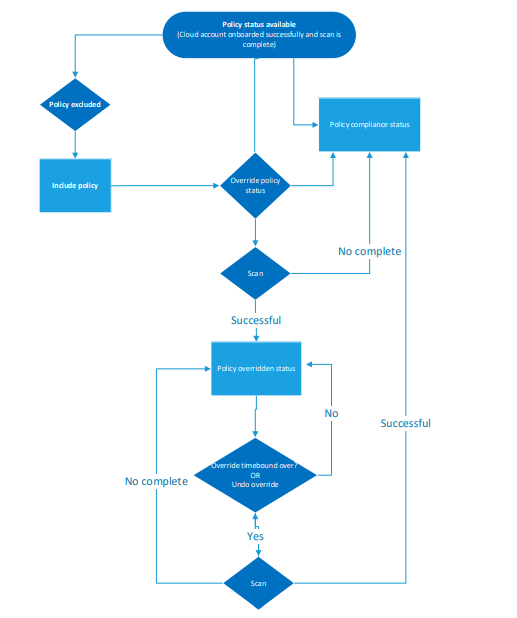 Policy status available
(Cloud account onboarded successfully and scan is
complete)
Policy excluded
Policy compliance status
Include policy
Override policy
status
No complete
Scan
Successful
Policy overridden status
No
Successful
Override timebound over?
OR
Undo override
No complete
Yes
Scan